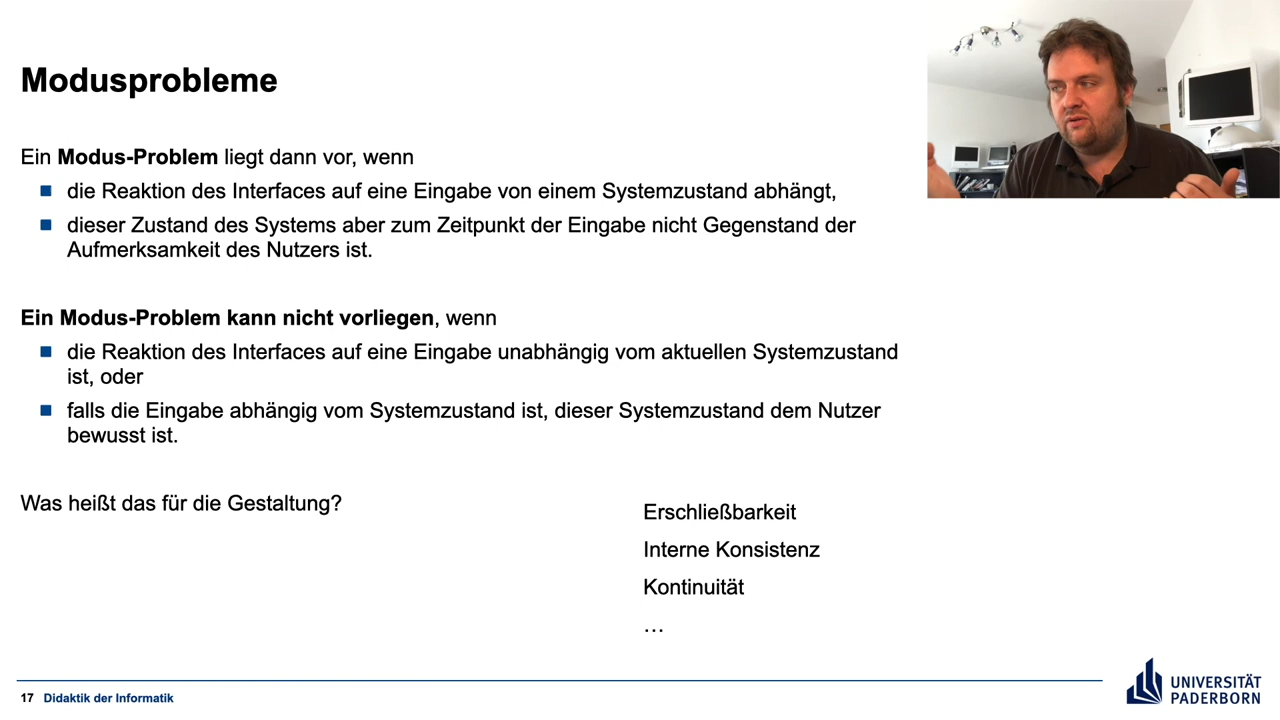 Modusprobleme
Ein Modus-Problem liegt dann vor, wenn
die Reaktion des Interfaces auf eine Eingabe von einem Systemzustand abhängt,
dieser Zustand des Systems aber zum Zeitpunkt der Eingabe nicht Gegenstand der
Aufmerksamkeit des Nutzers ist.
Ein Modus-Problem kann nicht vorliegen, wenn
die Reaktion des Interfaces auf eine Eingabe unabhängig vom aktuellen Systemzustand
ist, oder
falls die Eingabe abhängig vom Systemzustand ist, dieser Systemzustand dem Nutzer
bewusst ist.
Was heißt das für die Gestaltung?
Erschließbarkeit
Interne Konsistenz
Kontinuität
…
17 Didaktik der Informatik
UNIVERSITÄT
PADERBORN